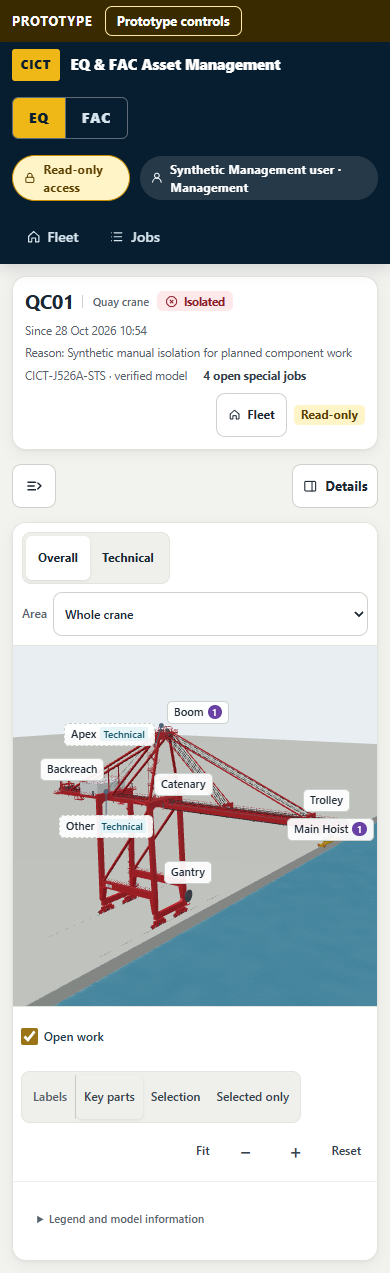 PROTOTYPE Prototype controls
CICT EQ & FAC Asset Management
EQ FAC
Read-only access
Synthetic Management user · Management
Fleet Jobs
QC01 Quay crane Isolated
Since 28 Oct 2026 10:54
Reason: Synthetic manual isolation for planned component work
CICT-J526A-STS · verified model 4 open special jobs
Fleet Read-only
Details
Overall Technical
Area Whole crane
Boom 1
Apex Technical
Backreach
Catenary
Trolley
Other Technical
Main Hoist 1
Gantry
Open work
Labels Key parts Selection Selected only
Fit − + Reset
Legend and model information